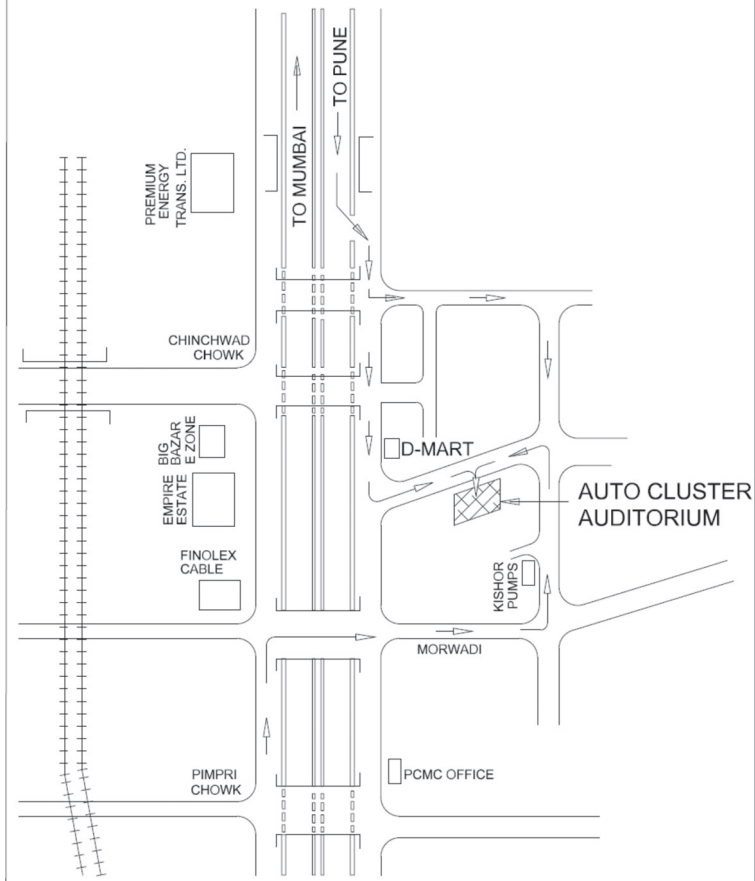 TO MUMBAI
TO PUNE
PREMIUM
ENERGY
TRANS. LTD.
CHINCHWAD
CHOWK
BIG
BAZAR
E ZONE
D-MART
EMPIRE
ESTATE
AUTO CLUSTER
AUDITORIUM
FINOLEX
CABLE
KISHOR
PUMPS
MORWADI
PIMPRI
CHOWK
PCMC OFFICE